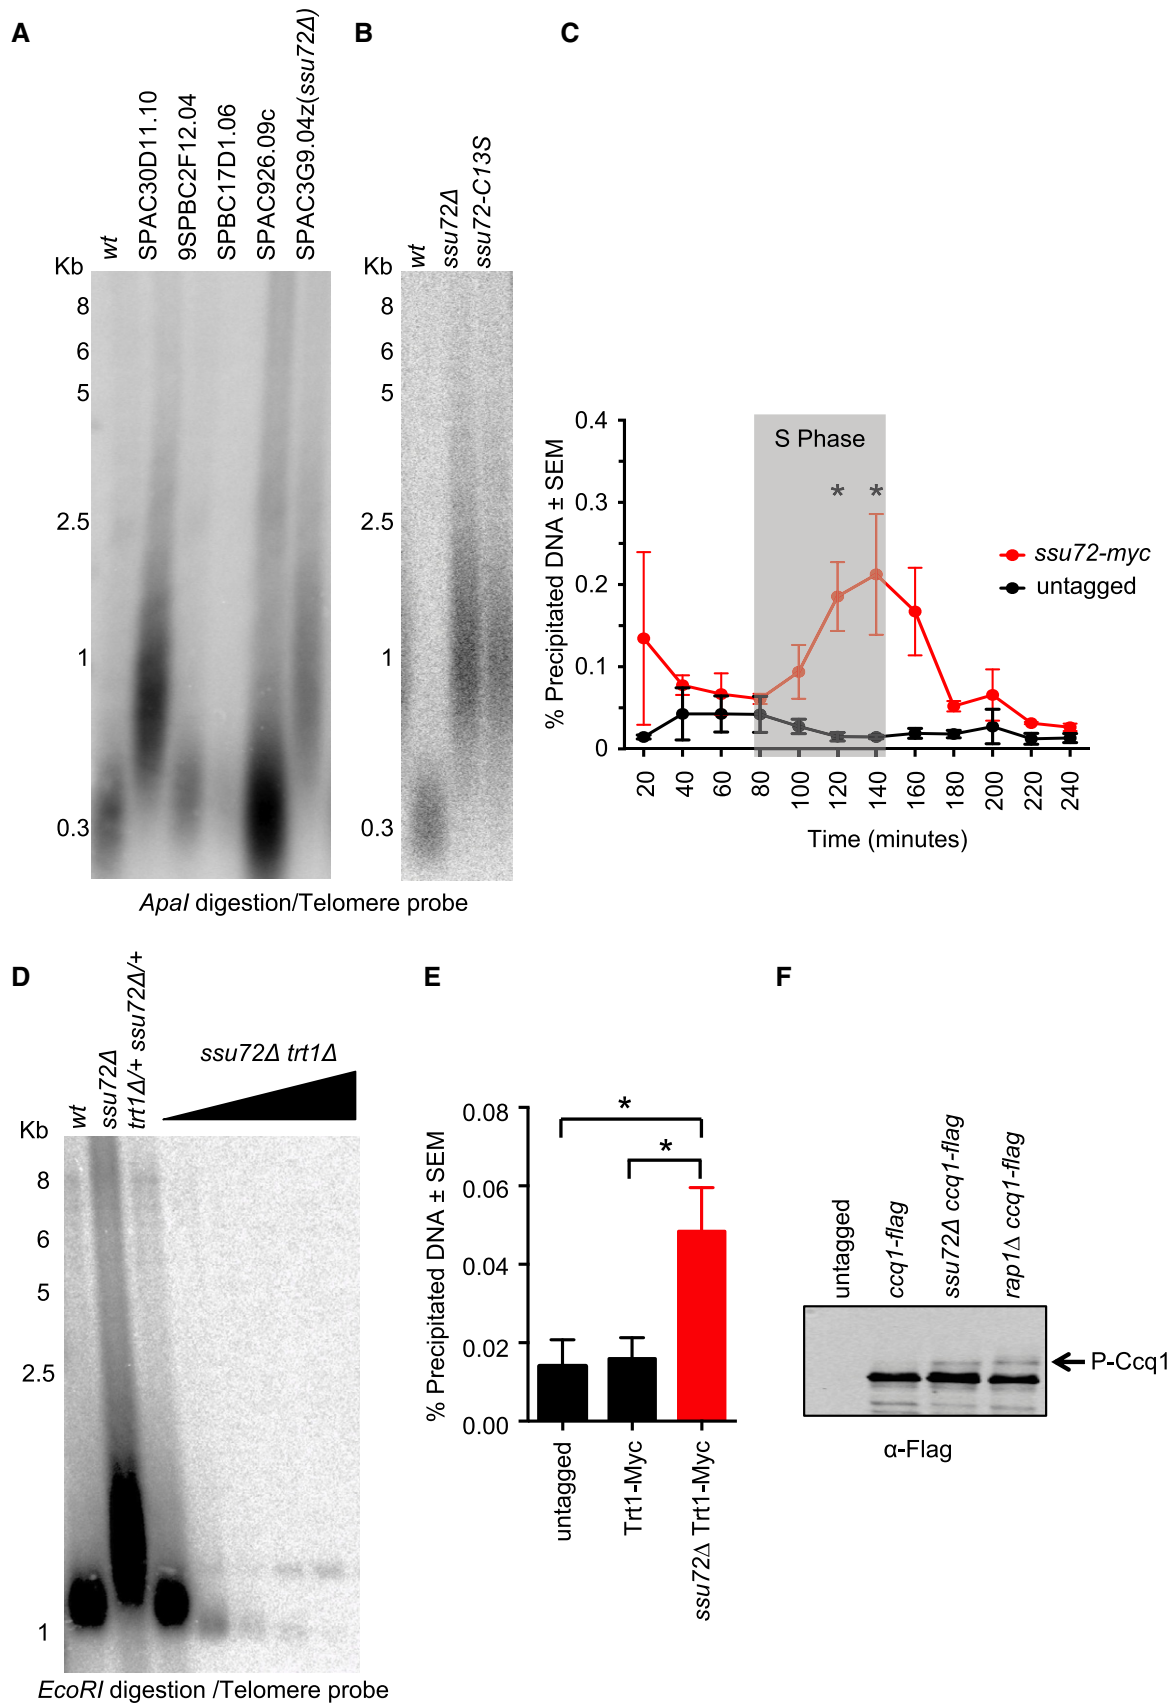 A
wt
SPAC30D11.10
9SPBC2F12.04
SPBC17D1.06
SPAC926.09c
SPAC3G9.04z(ssu72Δ)
Kb
8
6
5
2.5
1
0.3
ApaI digestion/Telomere probe
B
wt
ssu72Δ
ssu72-C13S
8
6
5
2.5
1
0.3
C
% Precipitated DNA ± SEM
0.4
0.3
0.2
0.1
0
S Phase
* *
ssu72-myc
untagged
20 40 60 80 100 120 140 160 180 200 220 240
Time (minutes)
D
wt
ssu72Δ
trt1Δ/+ ssu72Δ/+
ssu72Δ trt1Δ
Kb
8
6
5
2.5
1
EcoRI digestion /Telomere probe
E
% Precipitated DNA ± SEM
0.08
0.06
0.04
0.02
0.00
*
*
untagged
Trt1-Myc
ssu72Δ Trt1-Myc
F
untagged
ccq1-flag
ssu72Δ ccq1-flag
rap1Δ ccq1-flag
P-Ccq1
α-Flag